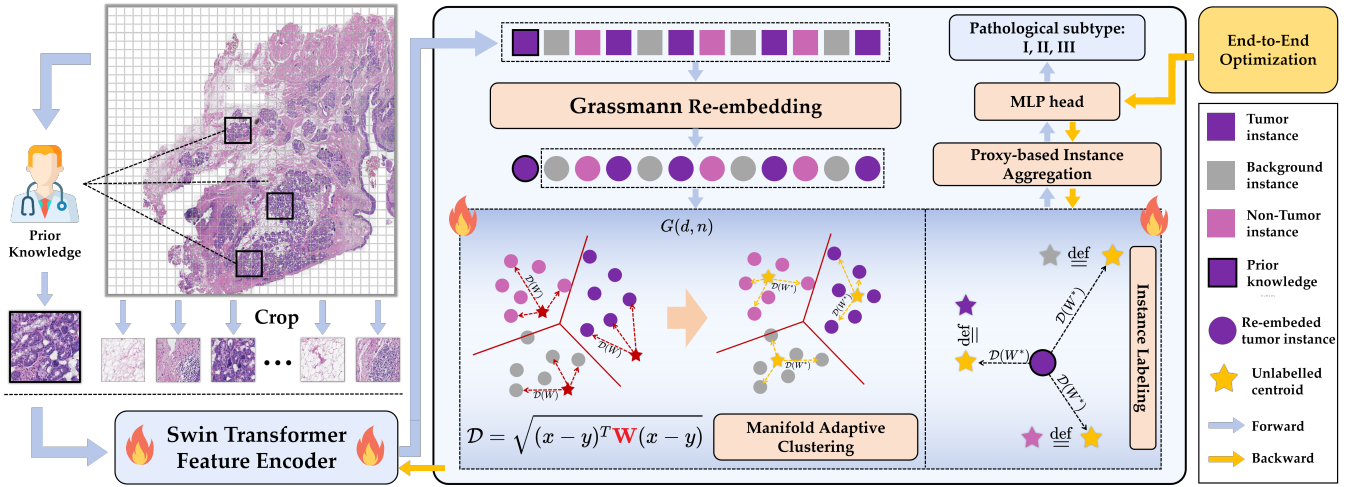 Prior
Knowledge
Crop
•••
Swin Transformer
Feature Encoder
Grassmann Re-embedding
G(d, n)
𝒟(W)
𝒟(W)
𝒟(W)
𝒟(W*)
𝒟(W*)
𝒟(W*)
𝒟 = √(x − y)ᵀW(x − y)
Manifold Adaptive
Clustering
Pathological subtype:
I, II, III
MLP head
Proxy-based Instance
Aggregation
def
=
def
=
def
=
𝒟(W*)
𝒟(W*)
𝒟(W*)
Instance Labeling
End-to-End
Optimization
Tumor
instance
Background
instance
Non-Tumor
instance
Prior
knowledge
Re-embeded
tumor instance
Unlabelled
centroid
Forward
Backward